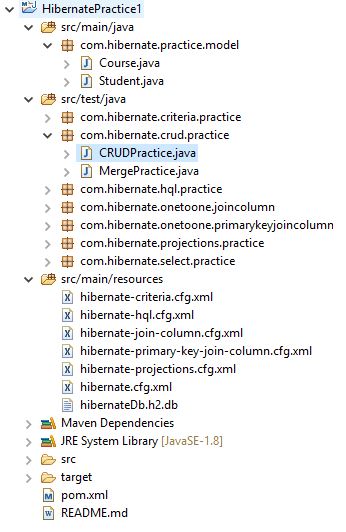 HibernatePractice1
src/main/java
com.hibernate.practice.model
Course.java
Student.java
src/test/java
com.hibernate.criteria.practice
com.hibernate.crud.practice
CRUDPractice.java
MergePractice.java
com.hibernate.hql.practice
com.hibernate.onetoone.joincolumn
com.hibernate.onetoone.primarykeyjoincolumn
com.hibernate.projections.practice
com.hibernate.select.practice
src/main/resources
hibernate-criteria.cfg.xml
hibernate-hql.cfg.xml
hibernate-join-column.cfg.xml
hibernate-primary-key-join-column.cfg.xml
hibernate-projections.cfg.xml
hibernate.cfg.xml
hibernateDb.h2.db
Maven Dependencies
JRE System Library [JavaSE-1.8]
src
target
pom.xml
README.md